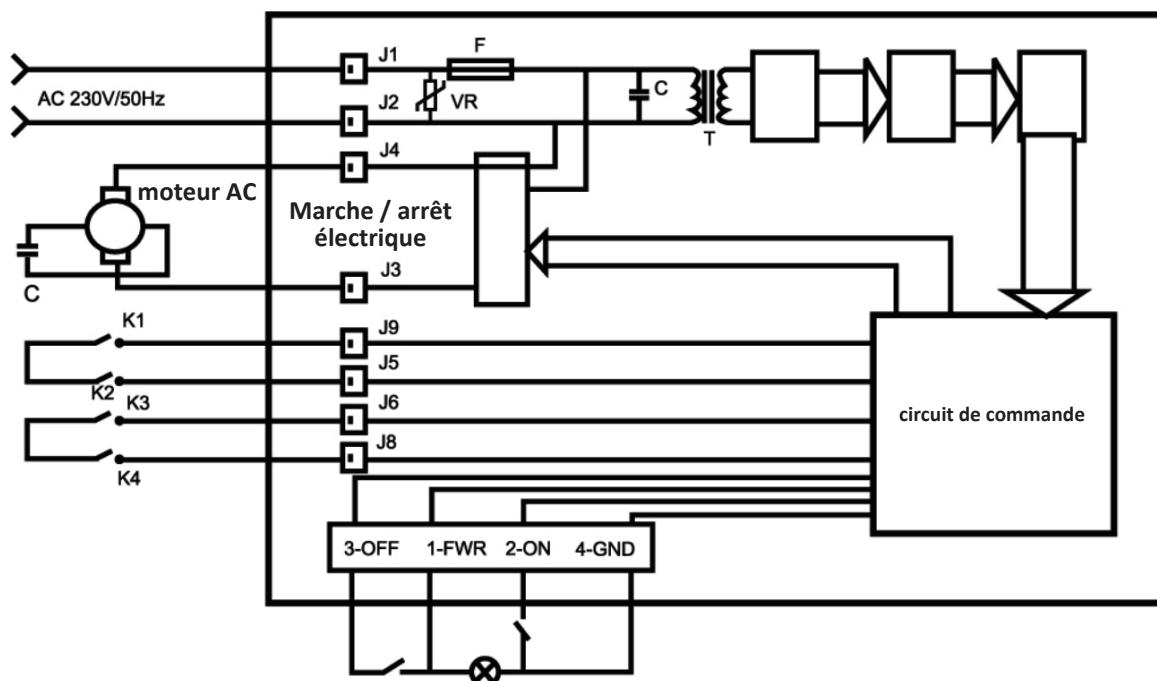 J1
F
AC 230V/50Hz
J2
VR
C
T
J4
moteur AC
Marche / arrêt
électrique
J3
C
K1
J9
K2
J5
K3
J6
circuit de commande
J8
K4
3-OFF
1-FWR
2-ON
4-GND